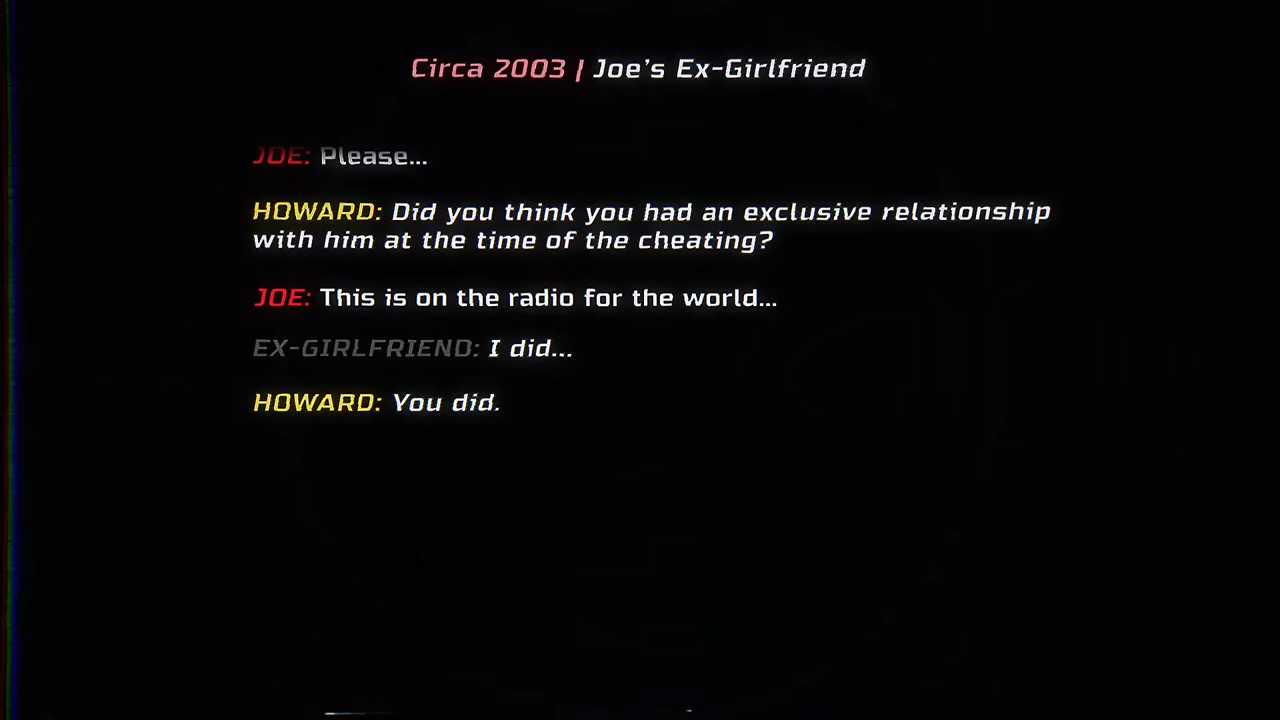 Circa 2003 | Joe's Ex-Girlfriend
JOE: Please...
HOWARD: Did you think you had an exclusive relationship
with him at the time of the cheating?
JOE: This is on the radio for the world...
EX-GIRLFRIEND: I did...
HOWARD: You did.